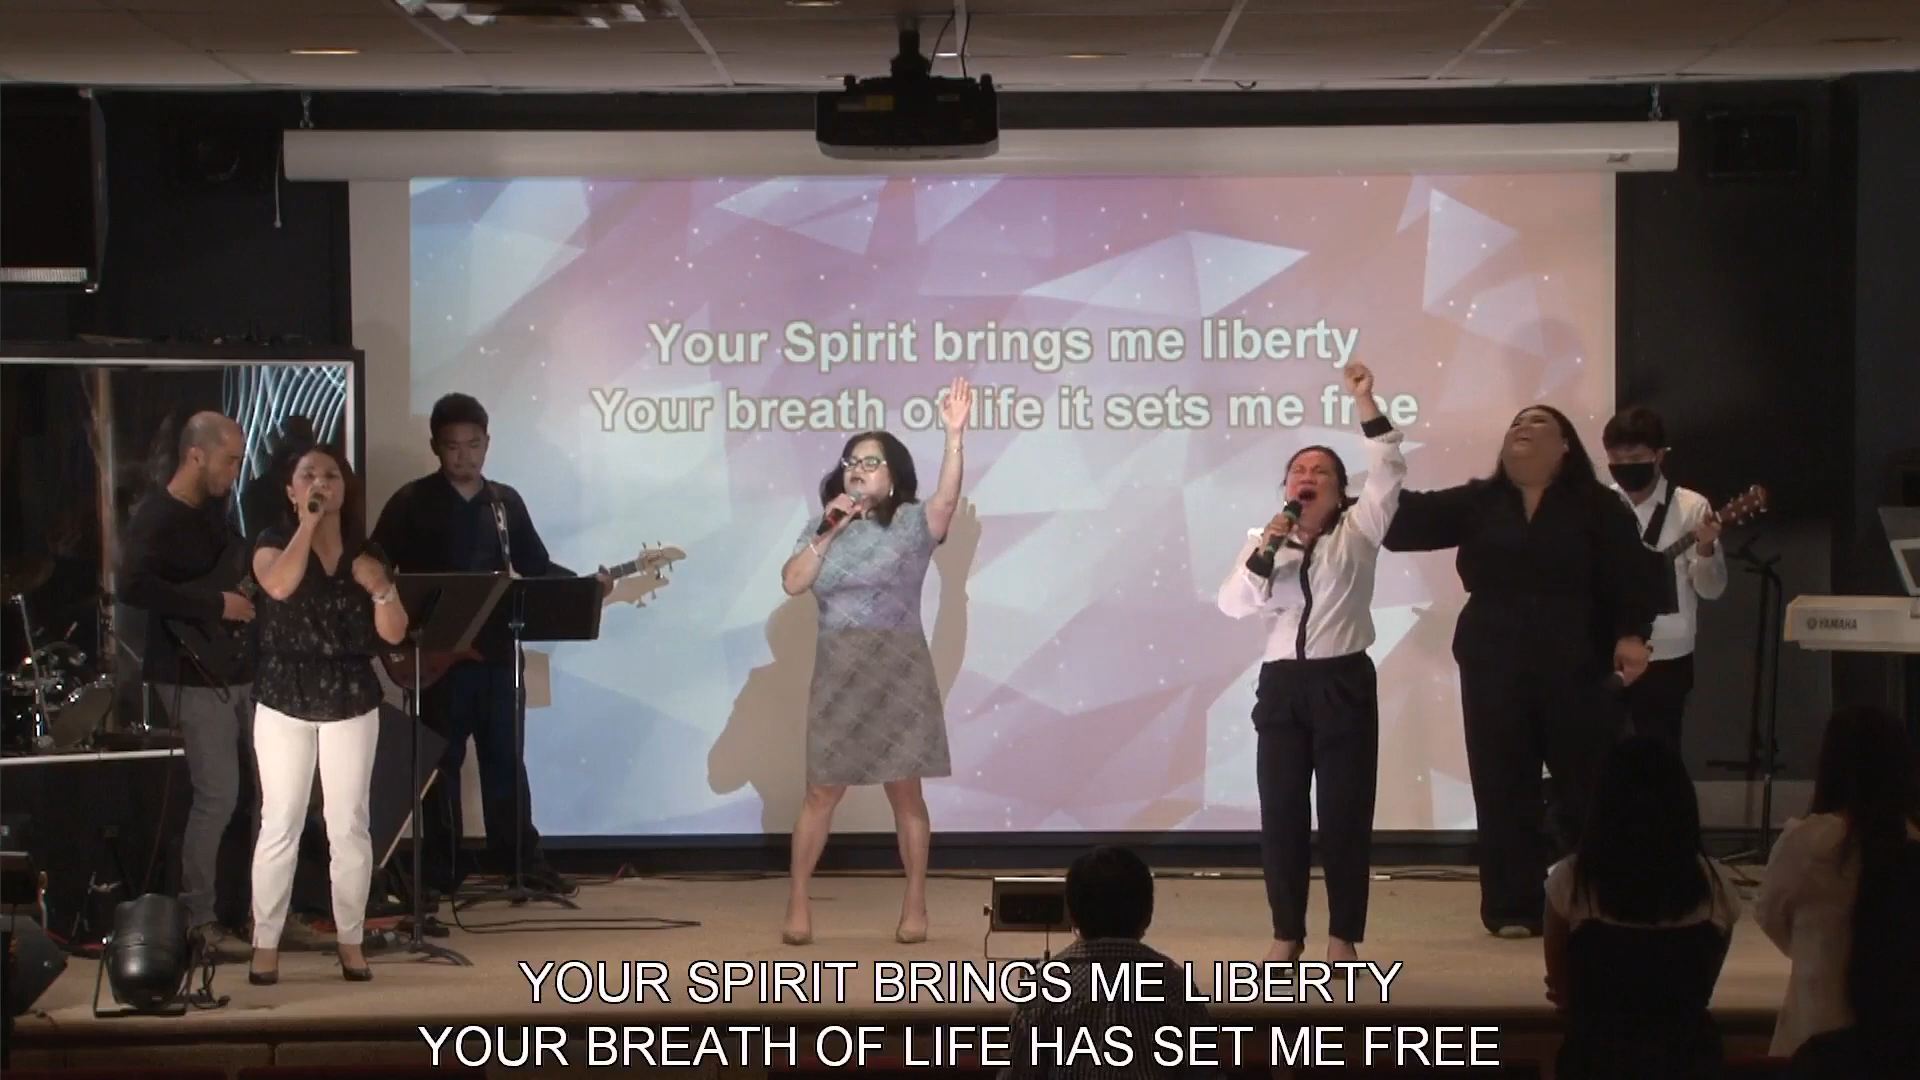 Your Spirit brings me liberty
Your breath of life it sets me free
YAMAHA
YOUR SPIRIT BRINGS ME LIBERTY
YOUR BREATH OF LIFE HAS SET ME FREE